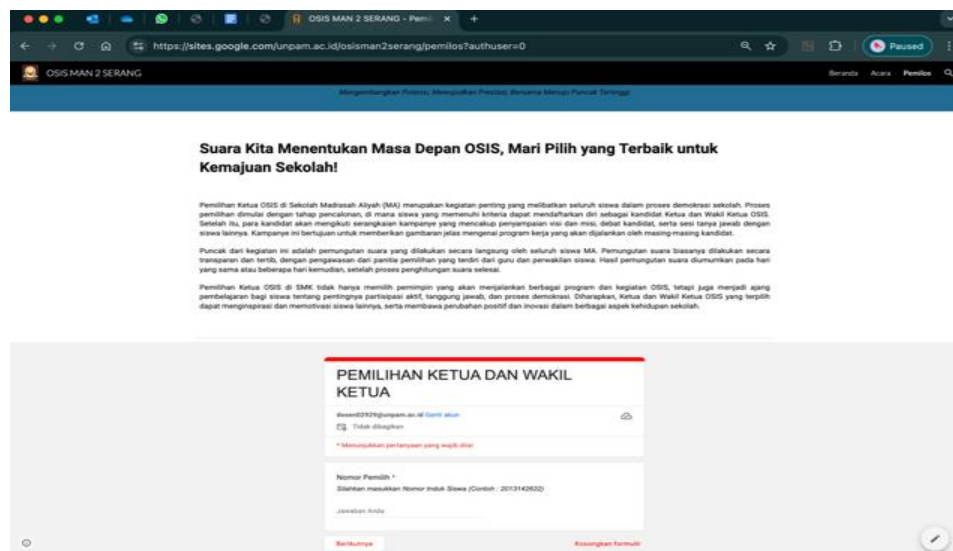 OSIS MAN 2 SERANG - Pemil
https://sites.google.com/unpam.ac.id/osisman2serang/pemilos?authuser=0
Paused
OSIS MAN 2 SERANG
Beranda Acara Pemilos
Mengembangkan Potensi, Mewujudkan Prestasi, Bersama Menuju Puncak Tertinggi
Suara Kita Menentukan Masa Depan OSIS, Mari Pilih yang Terbaik untuk
Kemajuan Sekolah!
Pemilihan Ketua OSIS di Sekolah Madrasah Aliyah (MA) merupakan kegiatan penting yang melibatkan seluruh siswa dalam proses demokrasi sekolah. Proses
pemilihan dimulai dengan tahap pencalonan, di mana siswa yang memenuhi kriteria dapat mendaftarkan diri sebagai kandidat Ketua dan Wakil Ketua OSIS.
Setelah itu, para kandidat akan mengikuti serangkaian kampanye yang mencakup penyampaian visi dan misi, debat kandidat, serta sesi tanya jawab dengan
siswa lainnya. Kampanye ini bertujuan untuk memberikan gambaran jelas mengenai program kerja yang akan dijalankan oleh masing-masing kandidat.
Puncak dari kegiatan ini adalah pemungutan suara yang dilakukan secara langsung oleh seluruh siswa MA. Pemungutan suara biasanya dilakukan secara
transparan dan tertib, dengan pengawasan dari panitia pemilihan yang terdiri dari guru dan perwakilan siswa. Hasil pemungutan suara diumumkan pada hari
yang sama atau beberapa hari kemudian, setelah proses penghitungan suara selesai.
Pemilihan Ketua OSIS di SMK tidak hanya memilih pemimpin yang akan menjalankan berbagai program dan kegiatan OSIS, tetapi juga menjadi ajang
pembelajaran bagi siswa tentang pentingnya partisipasi aktif, tanggung jawab, dan proses demokrasi. Diharapkan, Ketua dan Wakil Ketua OSIS yang terpilih
dapat menginspirasi dan memotivasi siswa lainnya, serta membawa perubahan positif dan inovasi dalam berbagai aspek kehidupan sekolah.
PEMILIHAN KETUA DAN WAKIL
KETUA
dosen02929@unpam.ac.id Ganti akun
Tidak dibagikan
* Menunjukkan pertanyaan yang wajib diisi
Nomor Pemilih *
Silahkan masukkan Nomor Induk Siswa (Contoh : 2013142632)
Jawaban Anda
Berikutnya Kosongkan formulir